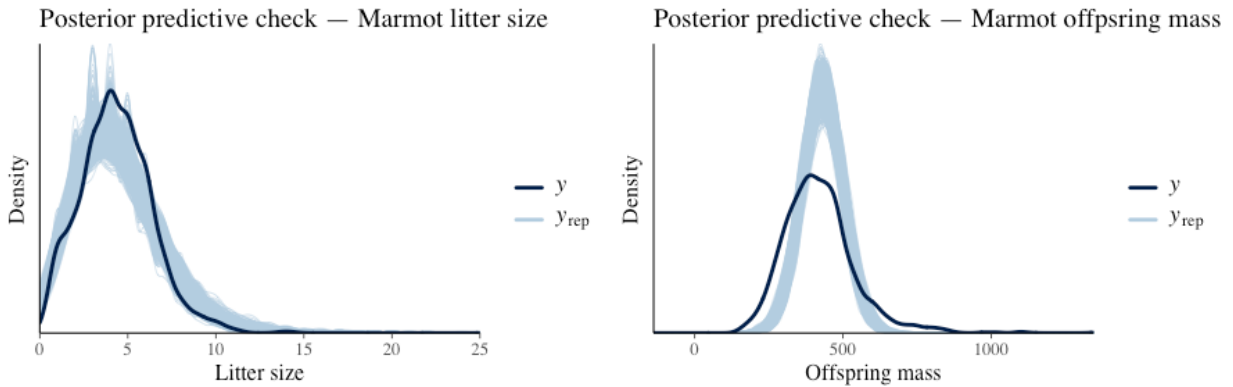 Posterior predictive check — Marmot litter size
Density
y
yrep
0 5 10 15 20 25
Litter size
Posterior predictive check — Marmot offpsring mass
Density
y
yrep
0 500 1000
Offspring mass